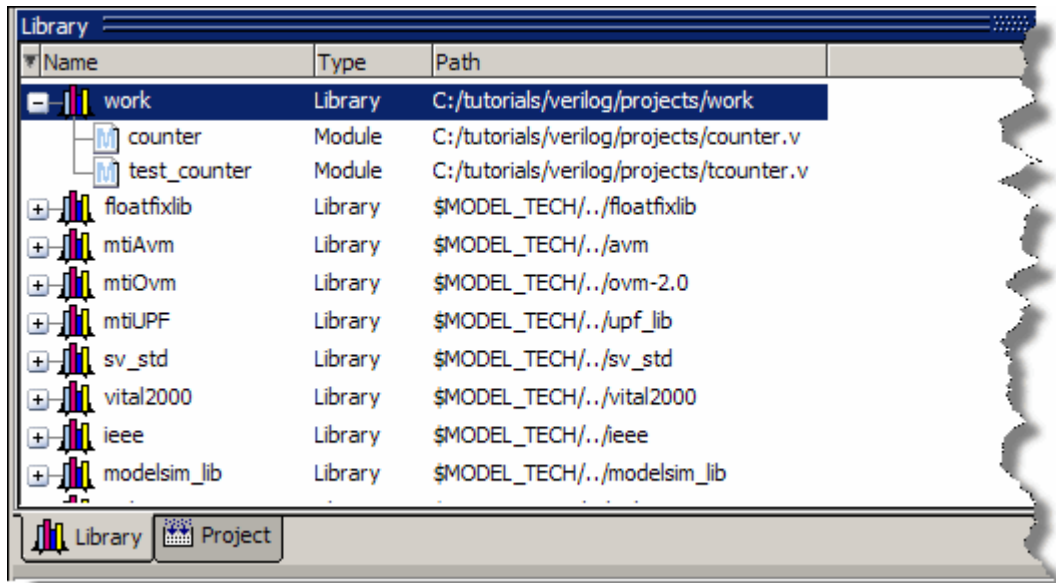 Library
Name Type Path
work Library C:/tutorials/verilog/projects/work
counter Module C:/tutorials/verilog/projects/counter.v
test_counter Module C:/tutorials/verilog/projects/tcounter.v
floatfixlib Library $MODEL_TECH/../floatfixlib
mtiAvm Library $MODEL_TECH/../avm
mtiOvm Library $MODEL_TECH/../ovm-2.0
mtiUPF Library $MODEL_TECH/../upf_lib
sv_std Library $MODEL_TECH/../sv_std
vital2000 Library $MODEL_TECH/../vital2000
ieee Library $MODEL_TECH/../ieee
modelsim_lib Library $MODEL_TECH/../modelsim_lib
Library Project